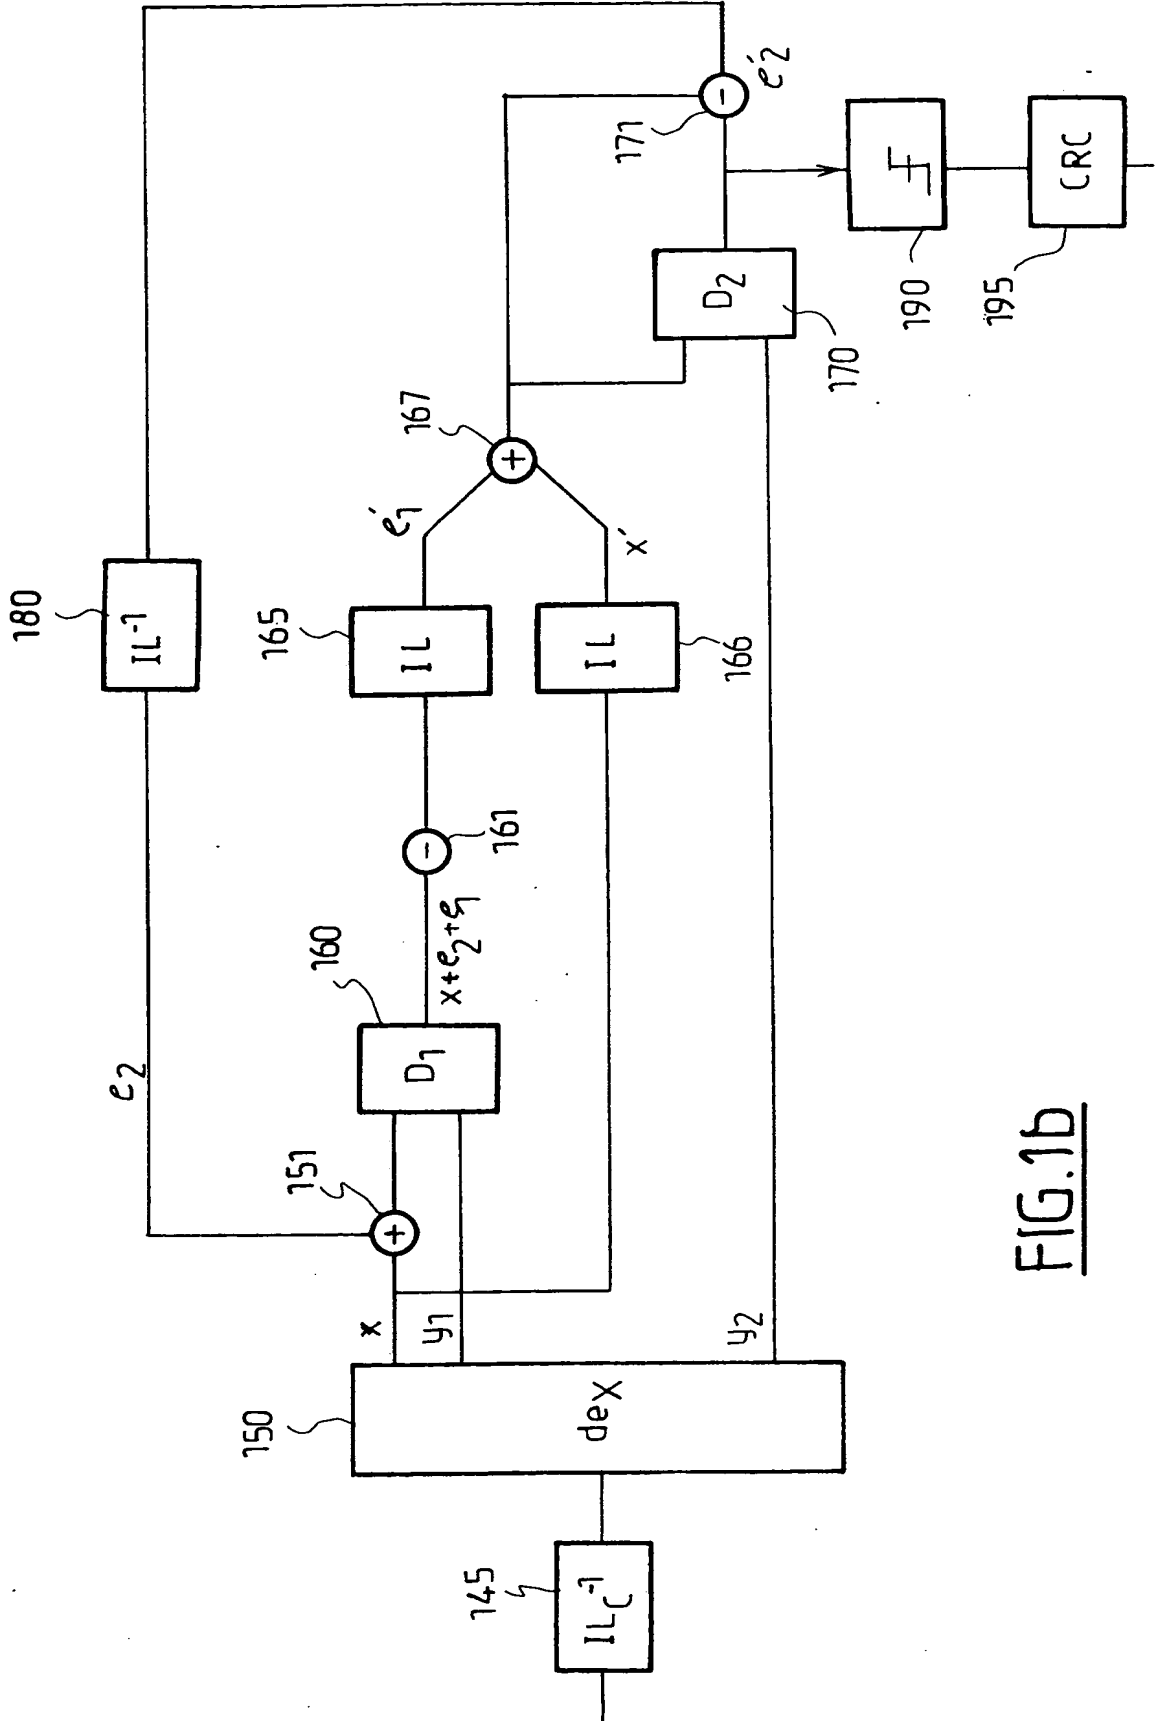 180
IL⁻¹
e₂
e'₂
171
167
e'₁
x'
165
IL
IL
166
161
160
x+e₂+e₁
D₁
151
x
y₁
y₂
150
deX
145
IL_C⁻¹
D₂
170
190
CRC
195
FIG.1b